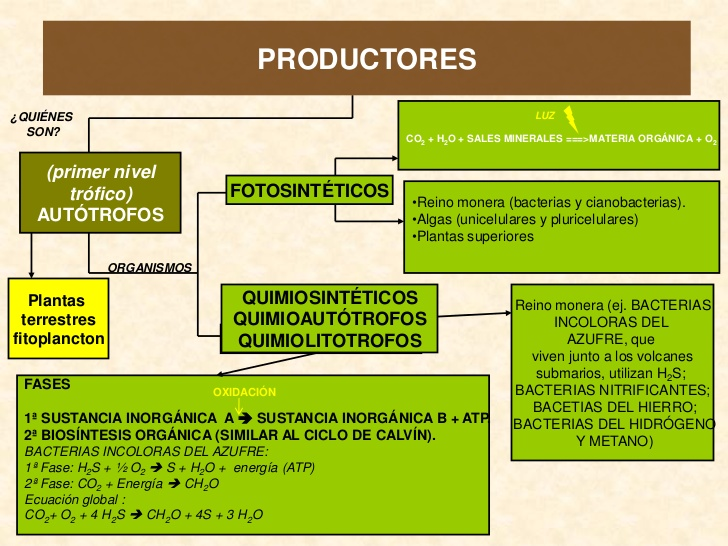 PRODUCTORES
¿QUIÉNES
SON?
(primer nivel
trófico)
AUTÓTROFOS
LUZ
CO₂ + H₂O + SALES MINERALES ===>MATERIA ORGÁNICA + O₂
FOTOSINTÉTICOS
•Reino monera (bacterias y cianobacterias).
•Algas (unicelulares y pluricelulares)
•Plantas superiores
ORGANISMOS
Plantas
terrestres
fitoplancton
QUIMIOSINTÉTICOS
QUIMIOAUTÓTROFOS
QUIMIOLITOTROFOS
Reino monera (ej. BACTERIAS
INCOLORAS DEL
AZUFRE, que
viven junto a los volcanes
submarios, utilizan H₂S;
BACTERIAS NITRIFICANTES;
BACETIAS DEL HIERRO;
BACTERIAS DEL HIDRÓGENO
Y METANO)
FASES
OXIDACIÓN
1ª SUSTANCIA INORGÁNICA A ➔ SUSTANCIA INORGÁNICA B + ATP
2ª BIOSÍNTESIS ORGÁNICA (SIMILAR AL CICLO DE CALVÍN).
BACTERIAS INCOLORAS DEL AZUFRE:
1ª Fase: H₂S + ½ O₂ ➔ S + H₂O + energía (ATP)
2ª Fase: CO₂ + Energía ➔ CH₂O
Ecuación global :
CO₂+ O₂ + 4 H₂S ➔ CH₂O + 4S + 3 H₂O